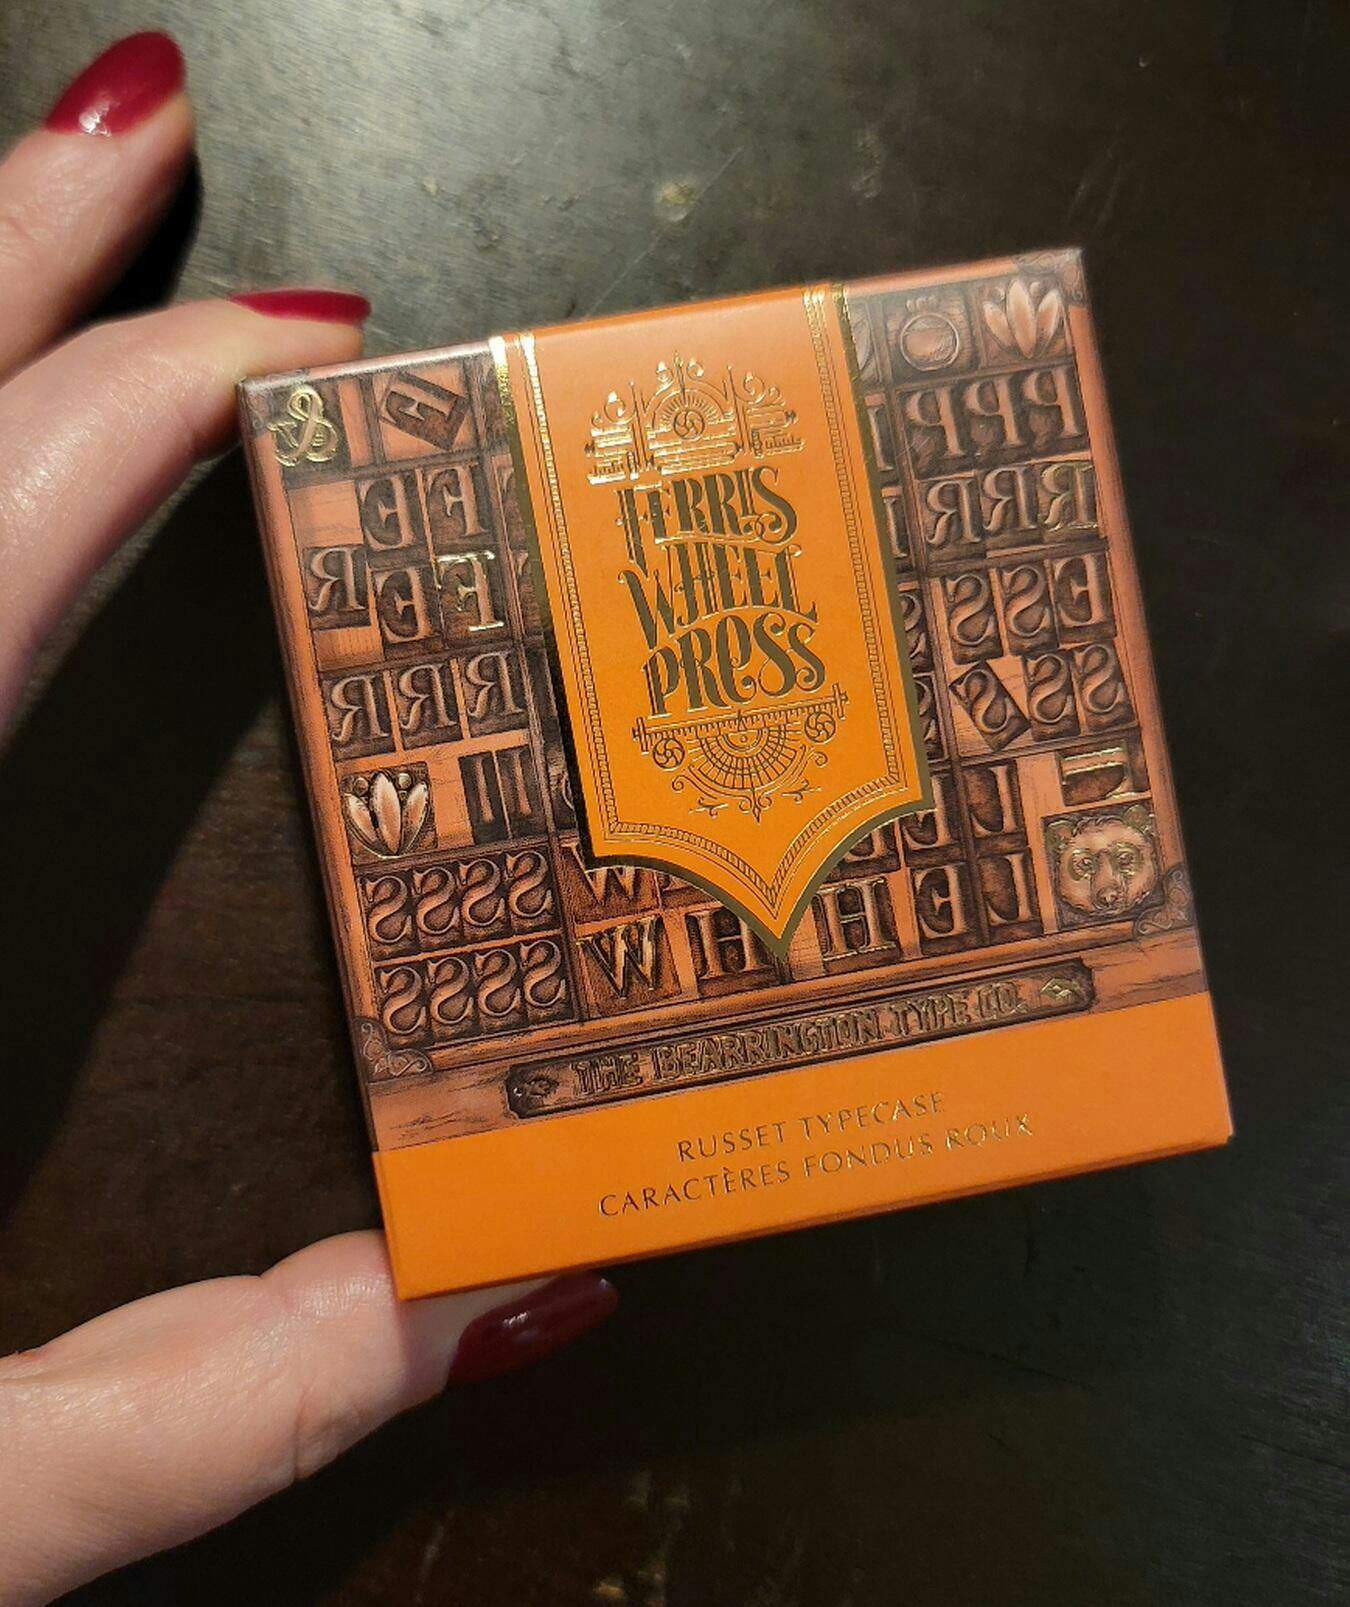 FERRIS
WHEEL
PRESS
THE BEARRINGTON TYPE CO.
RUSSET TYPECASE
CARACTÈRES FONDUS ROUX